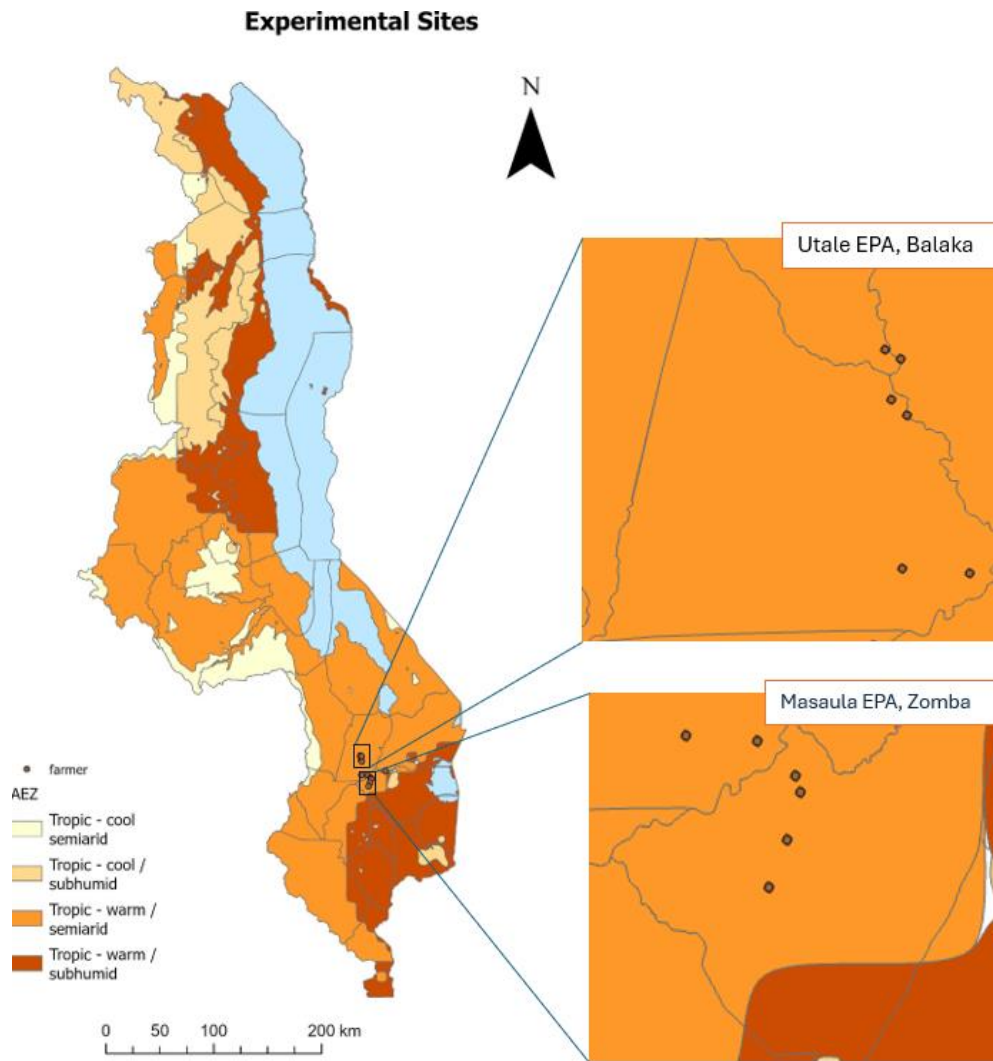 Experimental Sites
N
Utale EPA, Balaka
Masaula EPA, Zomba
farmer
AEZ
Tropic - cool
semiarid
Tropic - cool /
subhumid
Tropic - warm /
semiarid
Tropic - warm /
subhumid
0 50 100 200 km